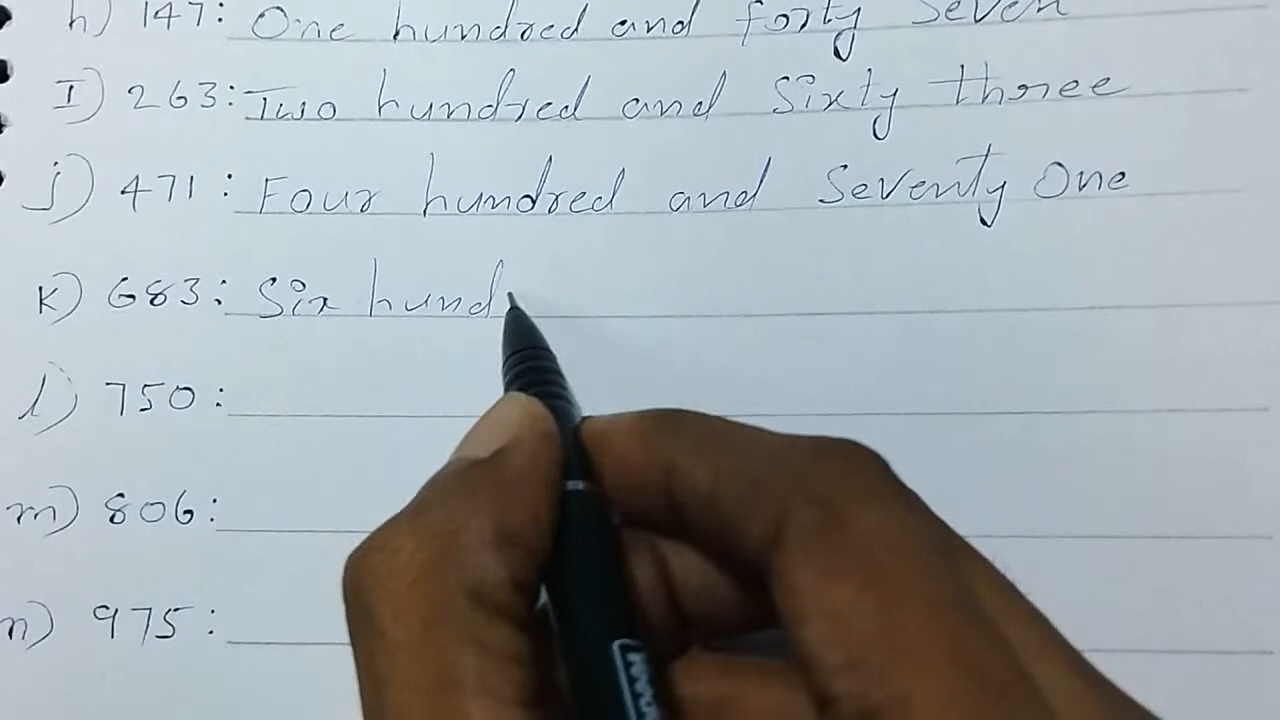 h) 147: One hundred and forty seven
I) 263: Two hundred and Sixty three
j) 471: Four hundred and Seventy One
K) 683: Six hund
l) 750:
m) 806:
n) 975: